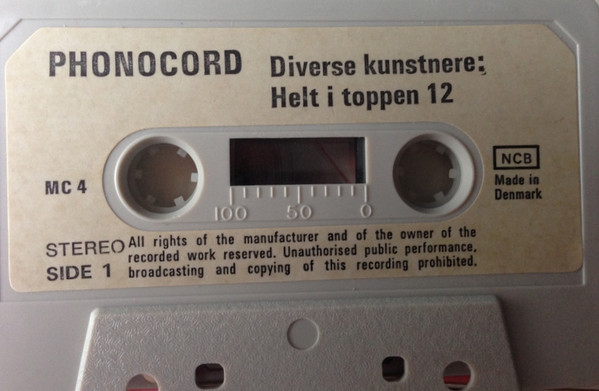 PHONOCORD
Diverse kunstnere:
Helt i toppen 12
MC 4
100 50 0
NCB
Made in
Denmark
STEREO
SIDE 1
All rights of the manufacturer and of the owner of the
recorded work reserved. Unauthorised public performance,
broadcasting and copying of this recording prohibited.